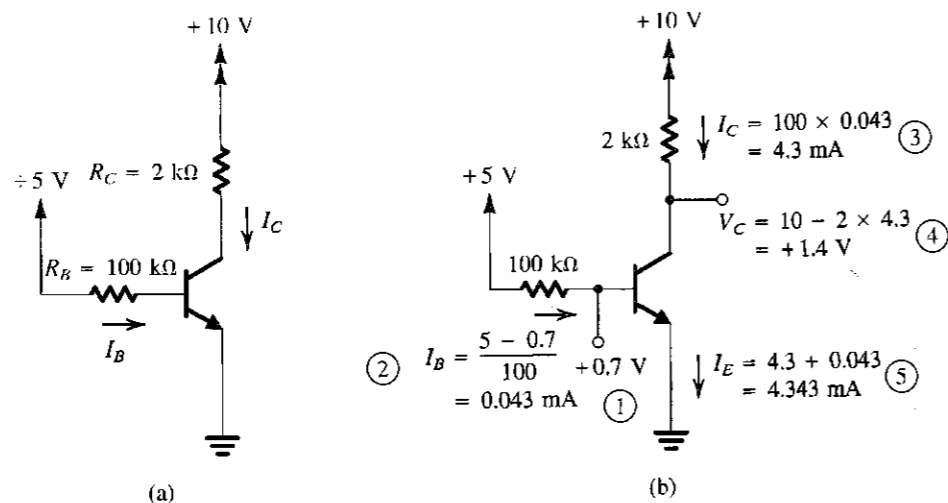 +10 V
R_C = 2 kΩ
÷5 V
I_C
R_B = 100 kΩ
I_B
(a)
+10 V
2 kΩ
I_C = 100 × 0.043
= 4.3 mA
③
+5 V
V_C = 10 − 2 × 4.3
= +1.4 V
④
100 kΩ
② I_B = 5 − 0.7 / 100
= 0.043 mA
+0.7 V
①
I_E = 4.3 + 0.043
= 4.343 mA
⑤
(b)